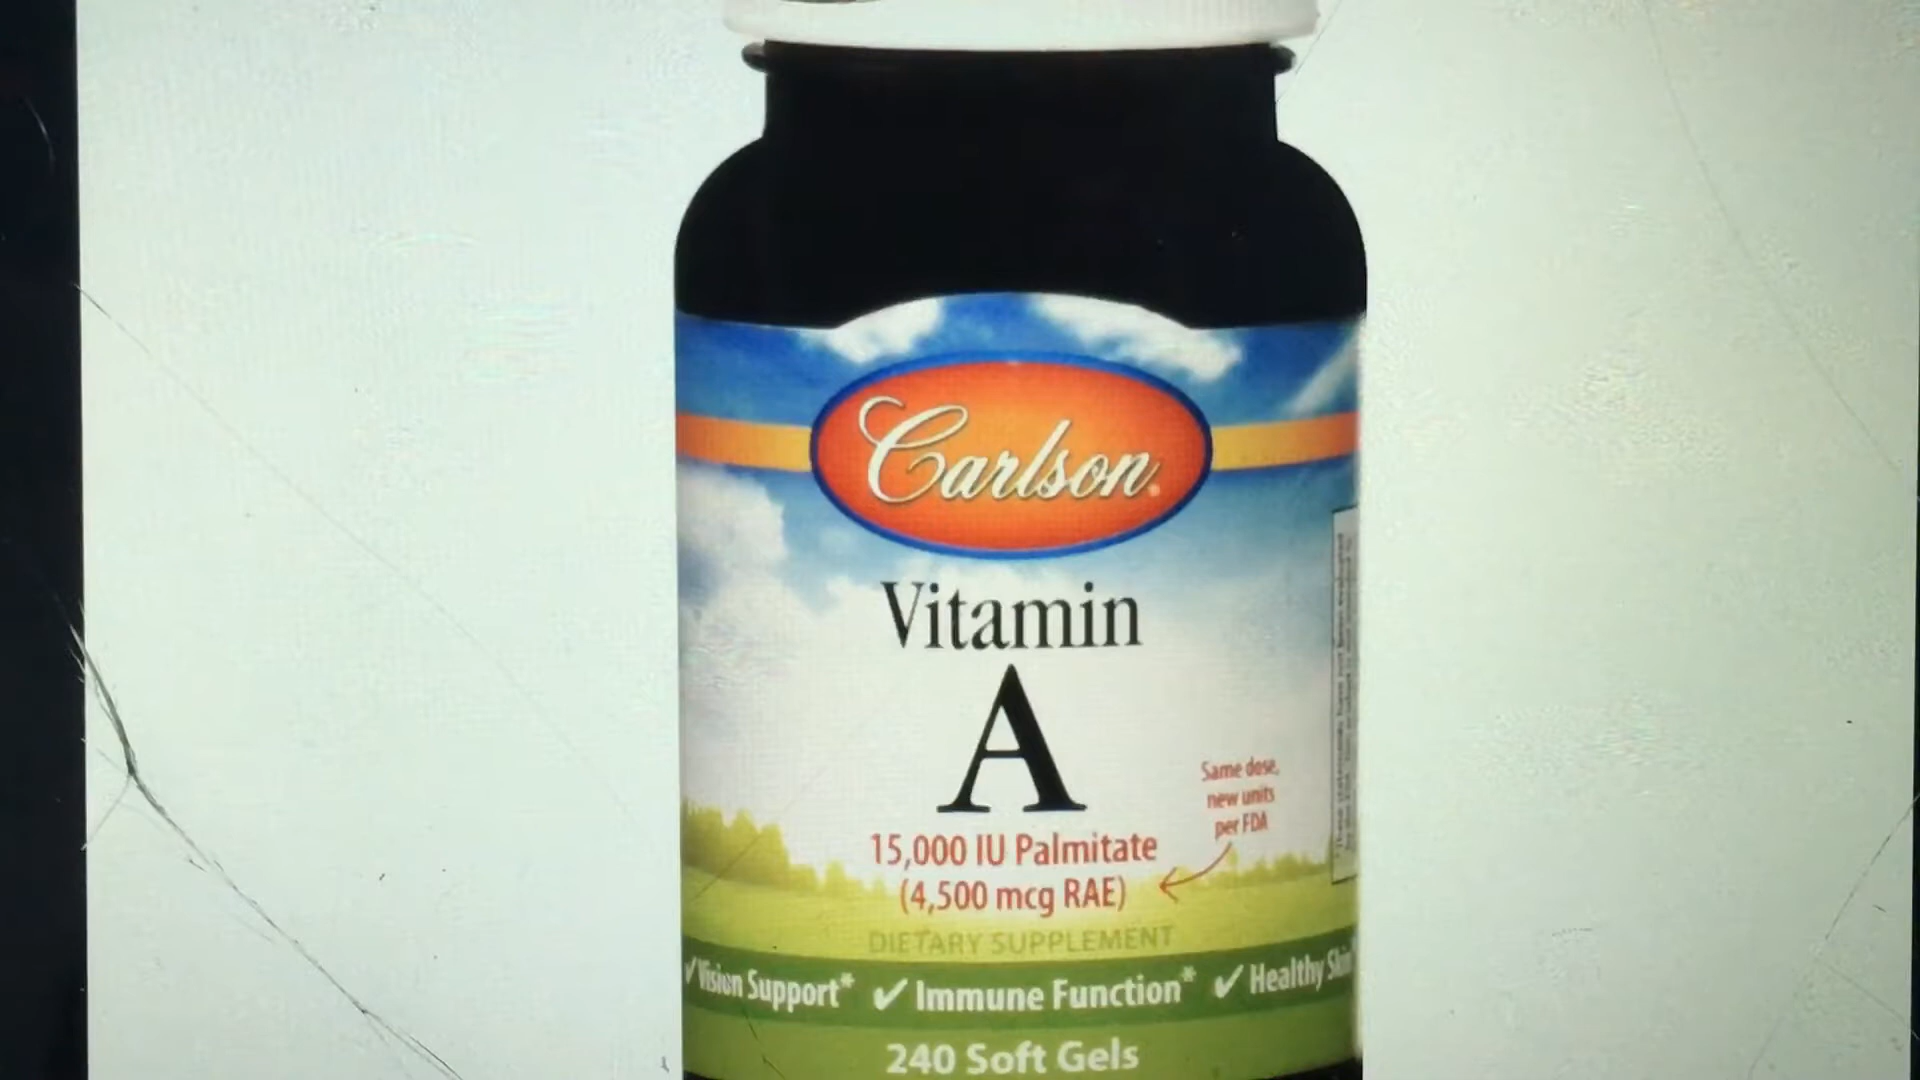 Carlson
Vitamin
A
Same dose,
new units
per FDA
15,000 IU Palmitate
(4,500 mcg RAE)
DIETARY SUPPLEMENT
✓Vision Support* ✓ Immune Function* ✓ Healthy Skin
240 Soft Gels